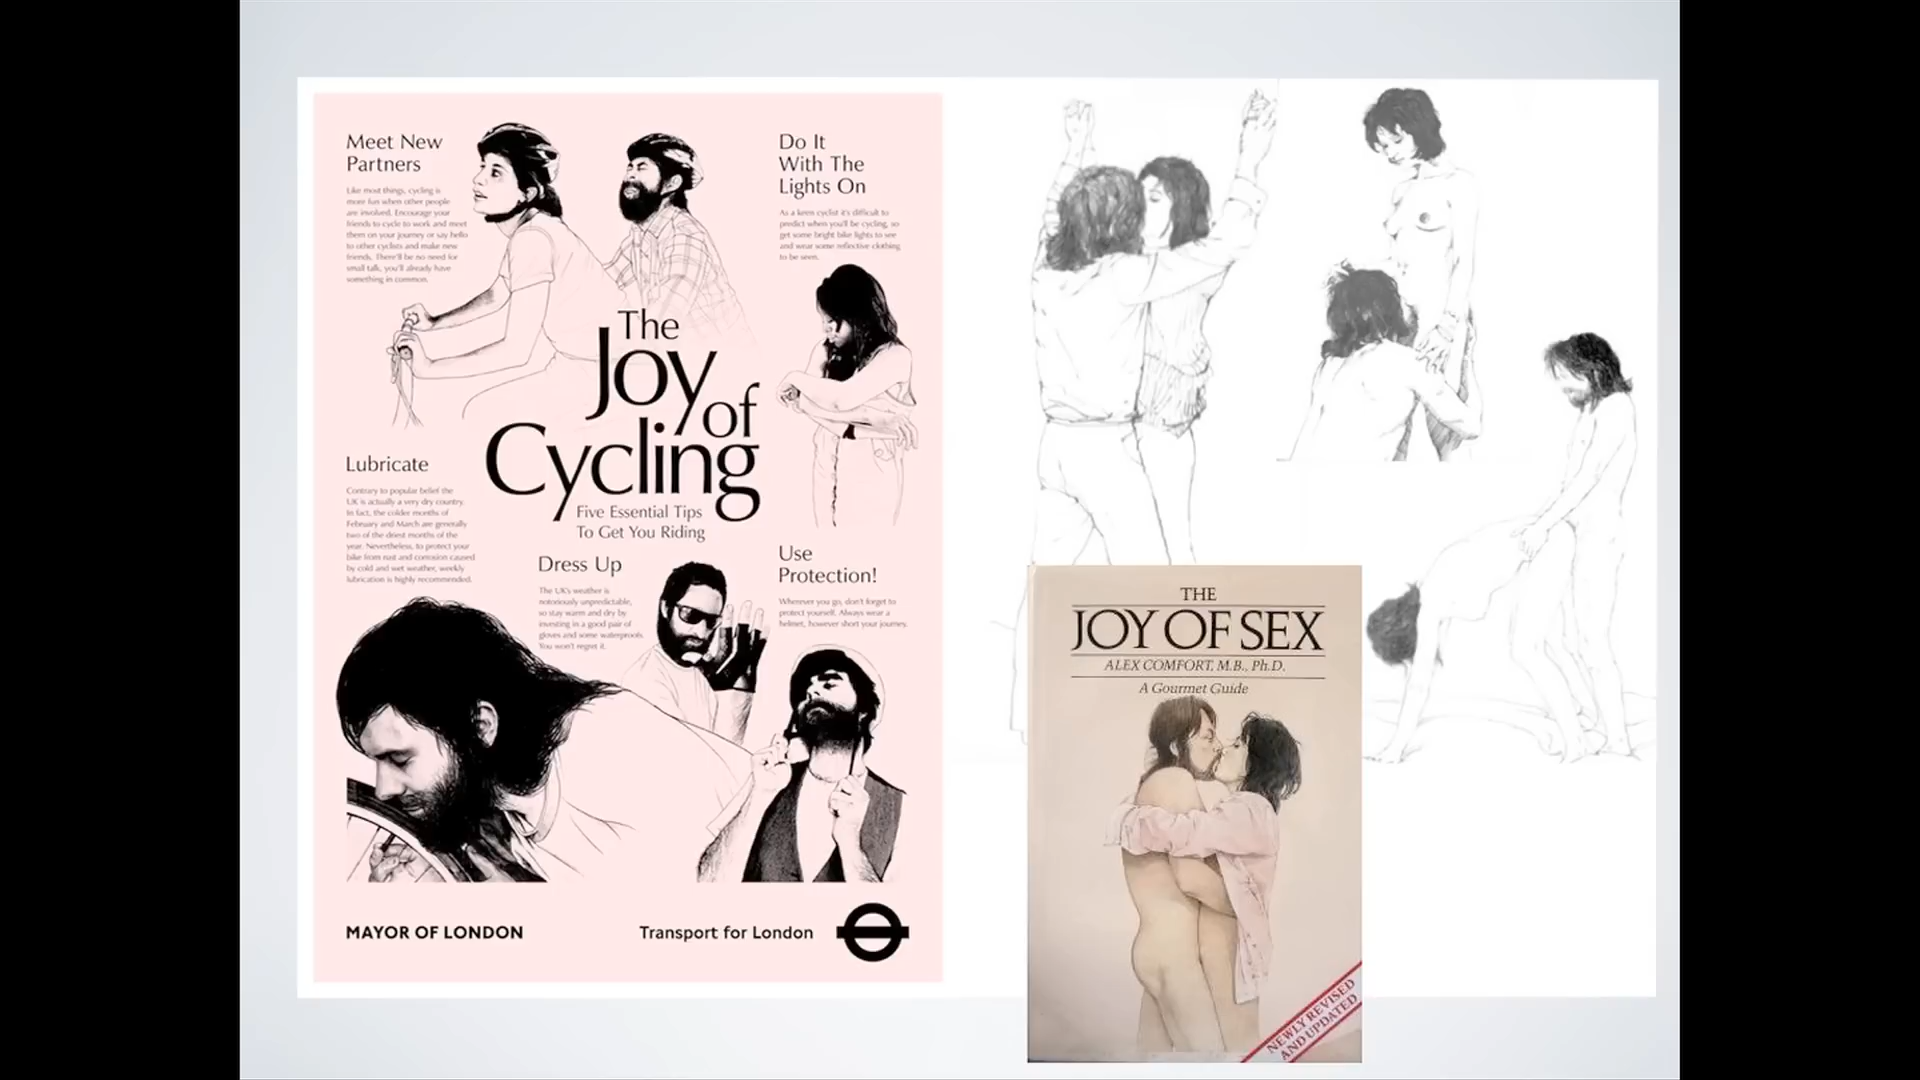 Meet New
Partners
Like most things, cycling is
more fun when other people
are involved. Encourage your
friends to cycle to work and meet
them on your journey or say hello
to other cyclists and make new
friends. There'll be no need for
small talk, you'll already have
something in common.
Do It
With The
Lights On
As a keen cyclist it's difficult to
predict when you'll be cycling, so
get some bright bike lights to see
and wear some reflective clothing
to be seen.
The
Joy
of
Cycling
Five Essential Tips
To Get You Riding
Lubricate
Contrary to popular belief the
UK is actually a very dry country.
In fact, the colder months of
February and March are generally
two of the driest months of the
year. Nevertheless, to protect your
bike from rust and corrosion caused
by cold and wet weather, weekly
lubrication is highly recommended.
Dress Up
The UK's weather is
notoriously unpredictable,
so stay warm and dry by
investing in a good pair of
gloves and some waterproofs.
You won't regret it.
Use
Protection!
Wherever you go, don't forget to
protect yourself. Always wear a
helmet, however short your journey.
MAYOR OF LONDON
Transport for London
THE
JOY OF SEX
ALEX COMFORT, M.B., Ph.D.
A Gourmet Guide
NEWLY REVISED
AND UPDATED